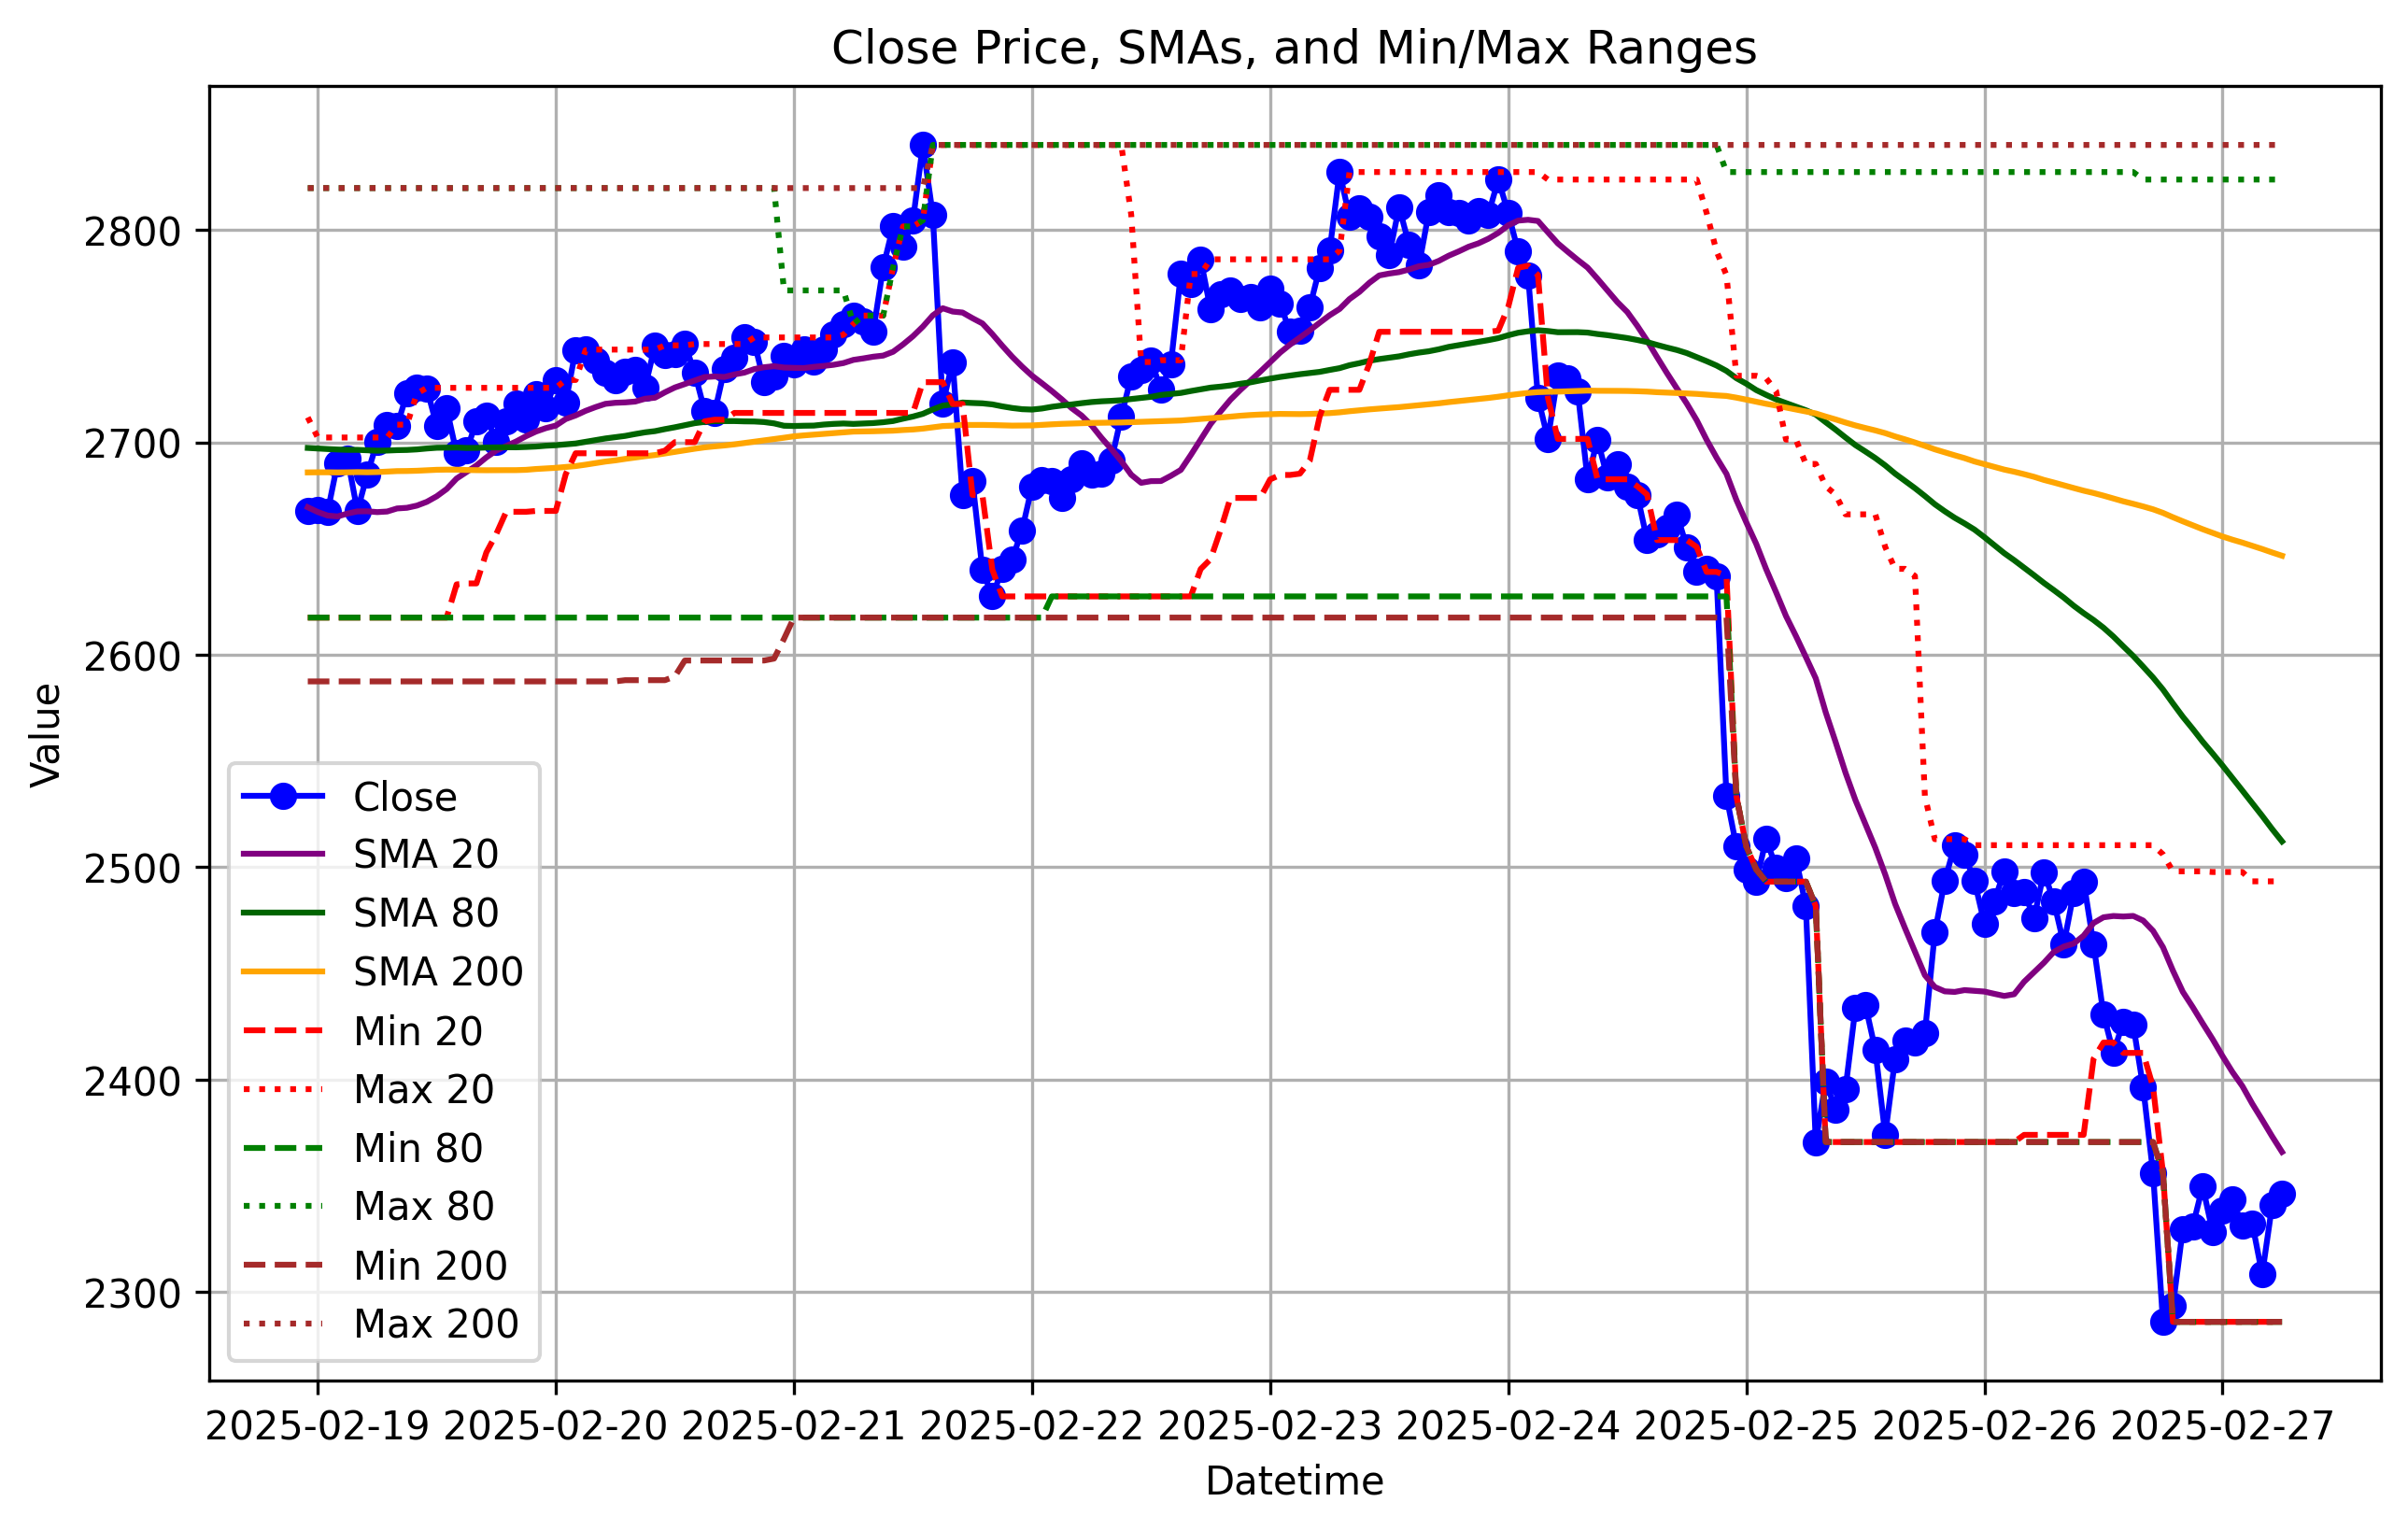 Close Price, SMAs, and Min/Max Ranges
Value
2800
2700
2600
2500
2400
2300
Close
SMA 20
SMA 80
SMA 200
Min 20
Max 20
Min 80
Max 80
Min 200
Max 200
2025-02-19 2025-02-20 2025-02-21 2025-02-22 2025-02-23 2025-02-24 2025-02-25 2025-02-26 2025-02-27
Datetime